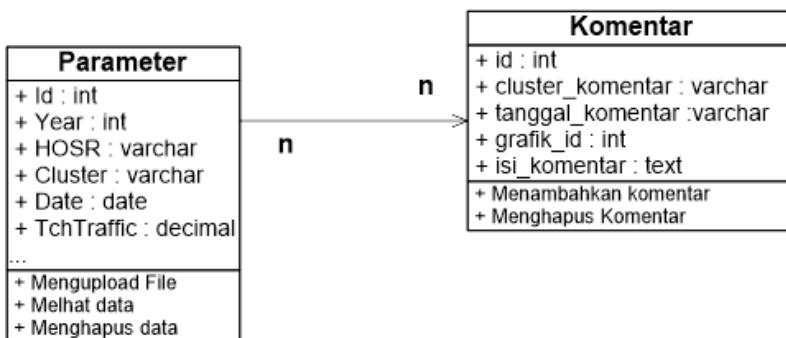 Parameter
+ Id : int
+ Year : int
+ HOSR : varchar
+ Cluster : varchar
+ Date : date
+ TchTraffic : decimal
...
+ Mengupload File
+ Melhat data
+ Menghapus data
n
n
Komentar
+ id : int
+ cluster_komentar : varchar
+ tanggal_komentar :varchar
+ grafik_id : int
+ isi_komentar : text
+ Menambahkan komentar
+ Menghapus Komentar